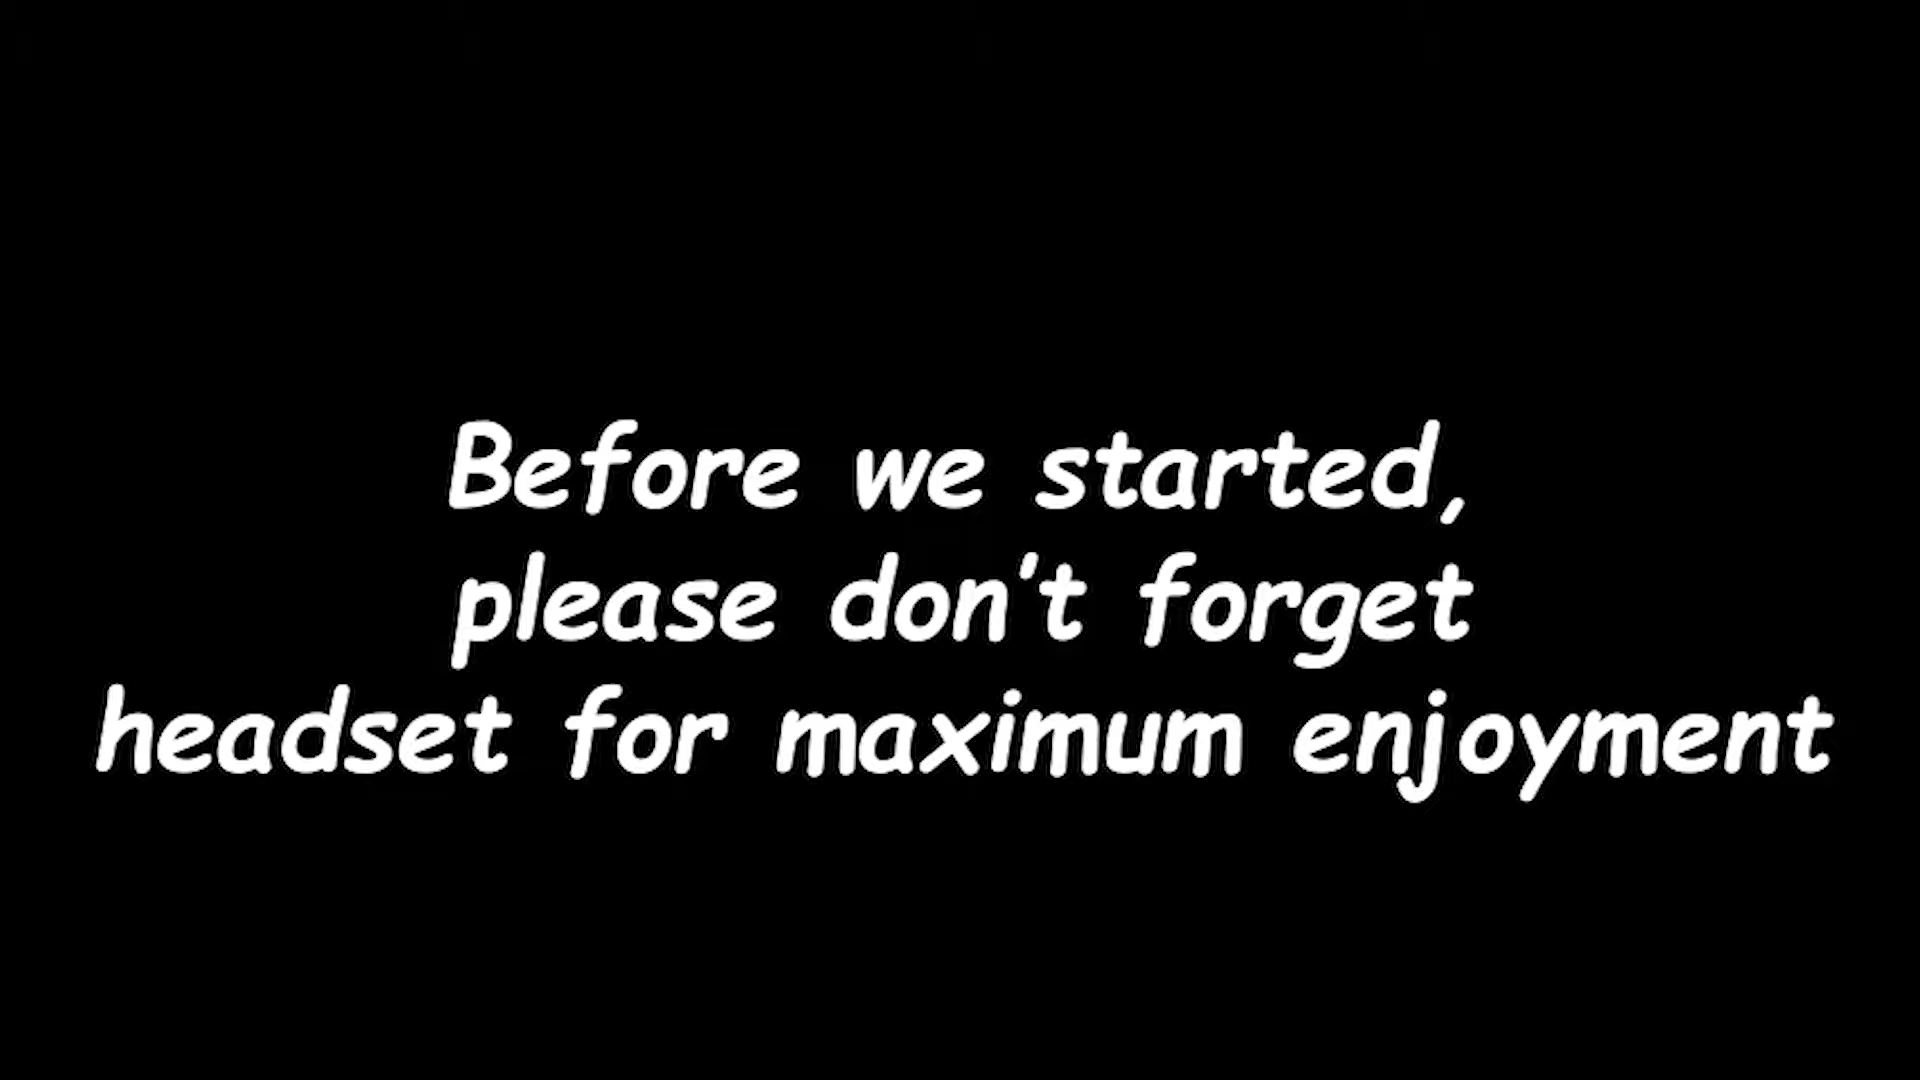 Before we started,
please don't forget
headset for maximum enjoyment